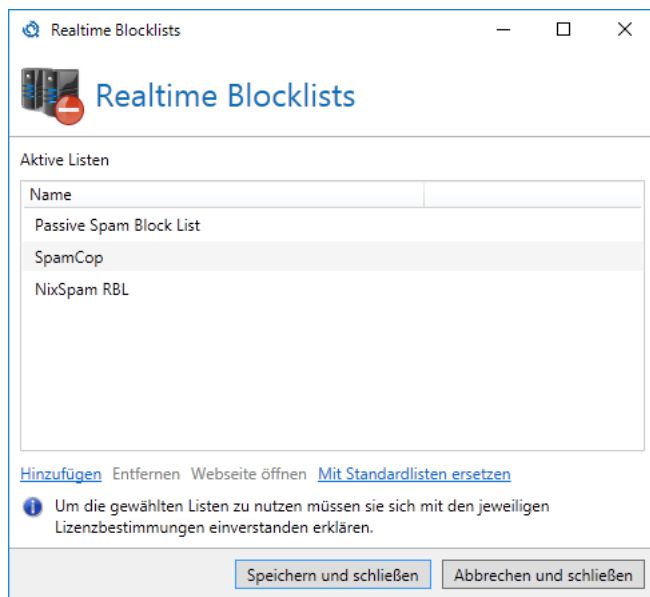 Realtime Blocklists
Realtime Blocklists
Aktive Listen
Name
Passive Spam Block List
SpamCop
NixSpam RBL
Hinzufügen Entfernen Webseite öffnen Mit Standardlisten ersetzen
Um die gewählten Listen zu nutzen müssen sie sich mit den jeweiligen
Lizenzbestimmungen einverstanden erklären.
Speichern und schließen Abbrechen und schließen